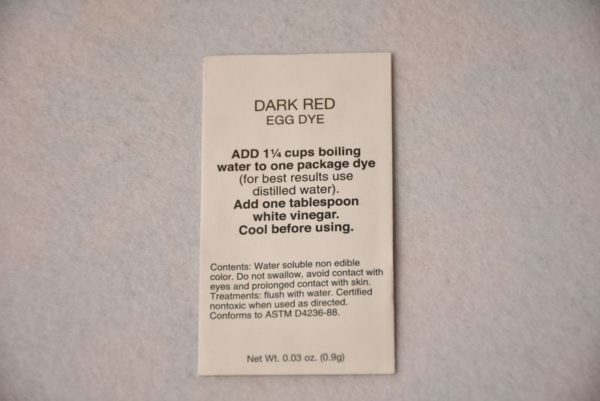 DARK RED
EGG DYE
ADD 1¼ cups boiling
water to one package dye
(for best results use
distilled water).
Add one tablespoon
white vinegar.
Cool before using.
Contents: Water soluble non edible
color. Do not swallow, avoid contact with
eyes and prolonged contact with skin.
Treatments: flush with water. Certified
nontoxic when used as directed.
Conforms to ASTM D4236-88.
Net Wt. 0.03 oz. (0.9g)